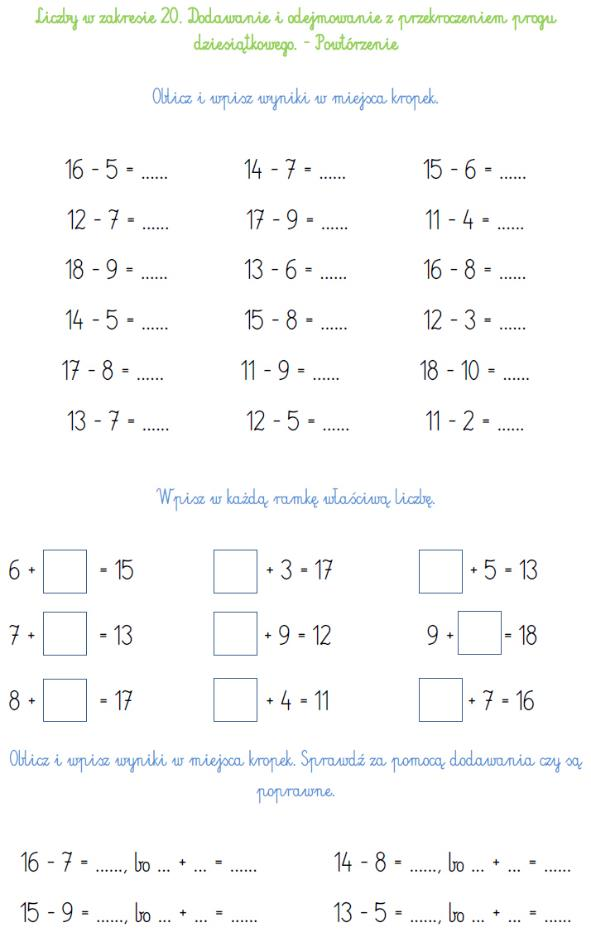 Liczby w zakresie 20. Dodawanie i odejmowanie z przekroczeniem progu
dziesiątkowego. - Powtórzenie
Oblicz i wpisz wyniki w miejsca kropek.
16 - 5 = ...... 14 - 7 = ...... 15 - 6 = ......
12 - 7 = ...... 17 - 9 = ...... 11 - 4 = ......
18 - 9 = ...... 13 - 6 = ...... 16 - 8 = ......
14 - 5 = ...... 15 - 8 = ...... 12 - 3 = ......
17 - 8 = ...... 11 - 9 = ...... 18 - 10 = ......
13 - 7 = ...... 12 - 5 = ...... 11 - 2 = ......
Wpisz w każdą ramkę właściwą liczbę.
6 + = 15 + 3 = 17 + 5 = 13
7 + = 13 + 9 = 12 9 + = 18
8 + = 17 + 4 = 11 + 7 = 16
Oblicz i wpisz wyniki w miejsca kropek. Sprawdź za pomocą dodawania czy są
poprawne.
16 - 7 = ......, bo ... + ... = ...... 14 - 8 = ......, bo ... + ... = ......
15 - 9 = ......, bo ... + ... = ...... 13 - 5 = ......, bo ... + ... = ......